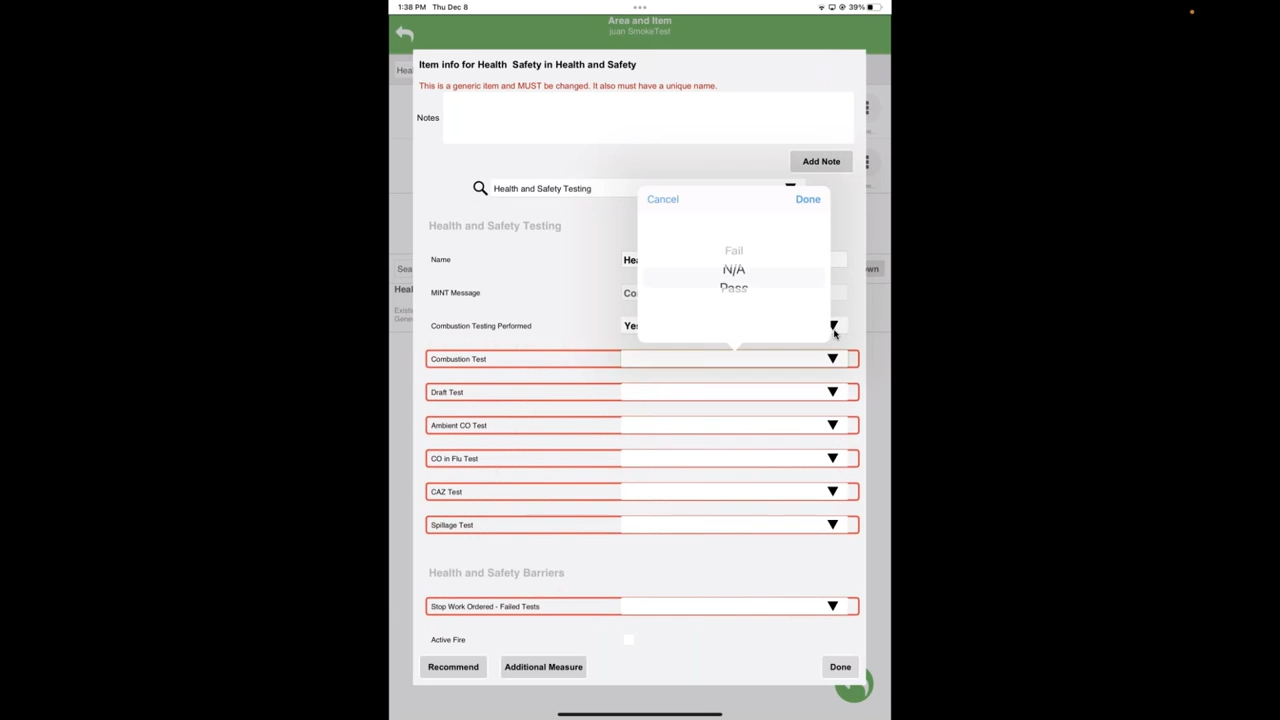 1:38 PM Thu Dec 8
39%
Area and Item
juan SmokeTest
Item info for Health Safety in Health and Safety
This is a generic item and MUST be changed. It also must have a unique name.
Notes
Add Note
Health and Safety Testing
Cancel
Done
Fail
N/A
Pass
Health and Safety Testing
Name
MINT Message
Combustion Testing Performed
Yes
Combustion Test
Draft Test
Ambient CO Test
CO in Flu Test
CAZ Test
Spillage Test
Health and Safety Barriers
Stop Work Ordered - Failed Tests
Active Fire
Recommend
Additional Measure
Done